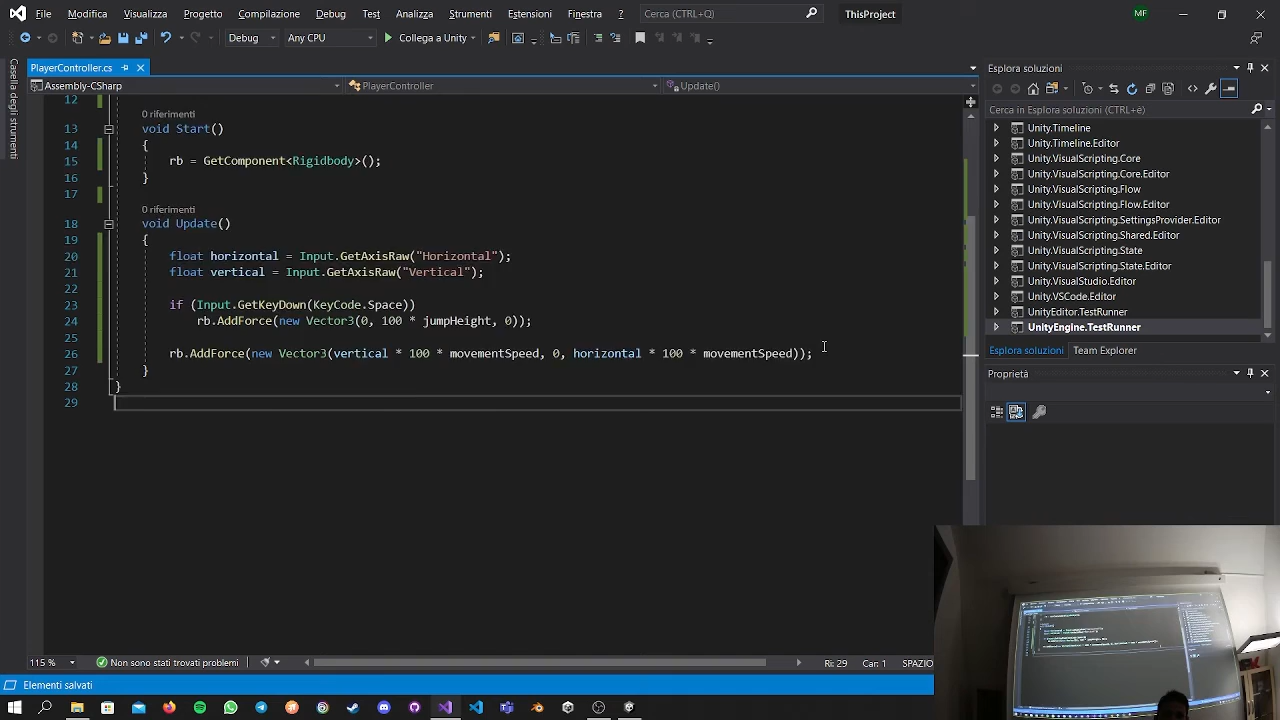 File Modifica Visualizza Progetto Compilazione Debug Test Analizza Strumenti Estensioni Finestra ? Cerca (CTRL+Q) ThisProject MF
Debug Any CPU Collega a Unity
Casella degli strumenti
PlayerController.cs
Assembly-CSharp PlayerController Update()
12
0 riferimenti
13 void Start()
14 {
15 rb = GetComponent<Rigidbody>();
16 }
17
0 riferimenti
18 void Update()
19 {
20 float horizontal = Input.GetAxisRaw("Horizontal");
21 float vertical = Input.GetAxisRaw("Vertical");
22
23 if (Input.GetKeyDown(KeyCode.Space))
24 rb.AddForce(new Vector3(0, 100 * jumpHeight, 0));
25
26 rb.AddForce(new Vector3(vertical * 100 * movementSpeed, 0, horizontal * 100 * movementSpeed));
27 }
28 }
29
115 % Non sono stati trovati problemi Ri: 29 Car: 1 SPAZIO
Elementi salvati
Esplora soluzioni
Cerca in Esplora soluzioni (CTRL+è)
Unity.Timeline
Unity.Timeline.Editor
Unity.VisualScripting.Core
Unity.VisualScripting.Core.Editor
Unity.VisualScripting.Flow
Unity.VisualScripting.Flow.Editor
Unity.VisualScripting.SettingsProvider.Editor
Unity.VisualScripting.Shared.Editor
Unity.VisualScripting.State
Unity.VisualScripting.State.Editor
Unity.VisualStudio.Editor
Unity.VSCode.Editor
UnityEditor.TestRunner
UnityEngine.TestRunner
Esplora soluzioni Team Explorer
Proprietà